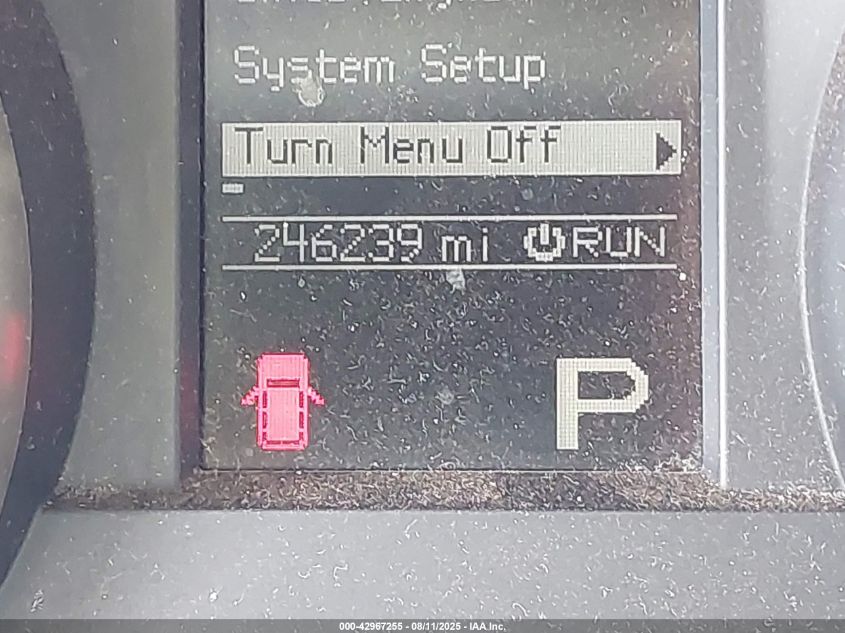 System Setup
Turn Menu Off
246239 mi RUN
P
000-42967255 - 08/11/2025 - IAA.Inc.